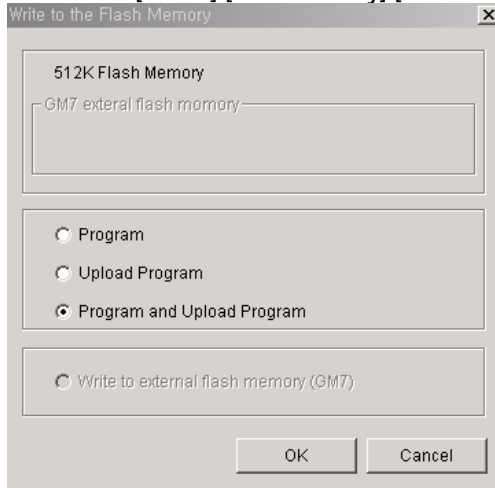 Write to the Flash Memory
512K Flash Memory
GM7 exteral flash momory
Program
Upload Program
Program and Upload Program
Write to external flash memory (GM7)
OK
Cancel